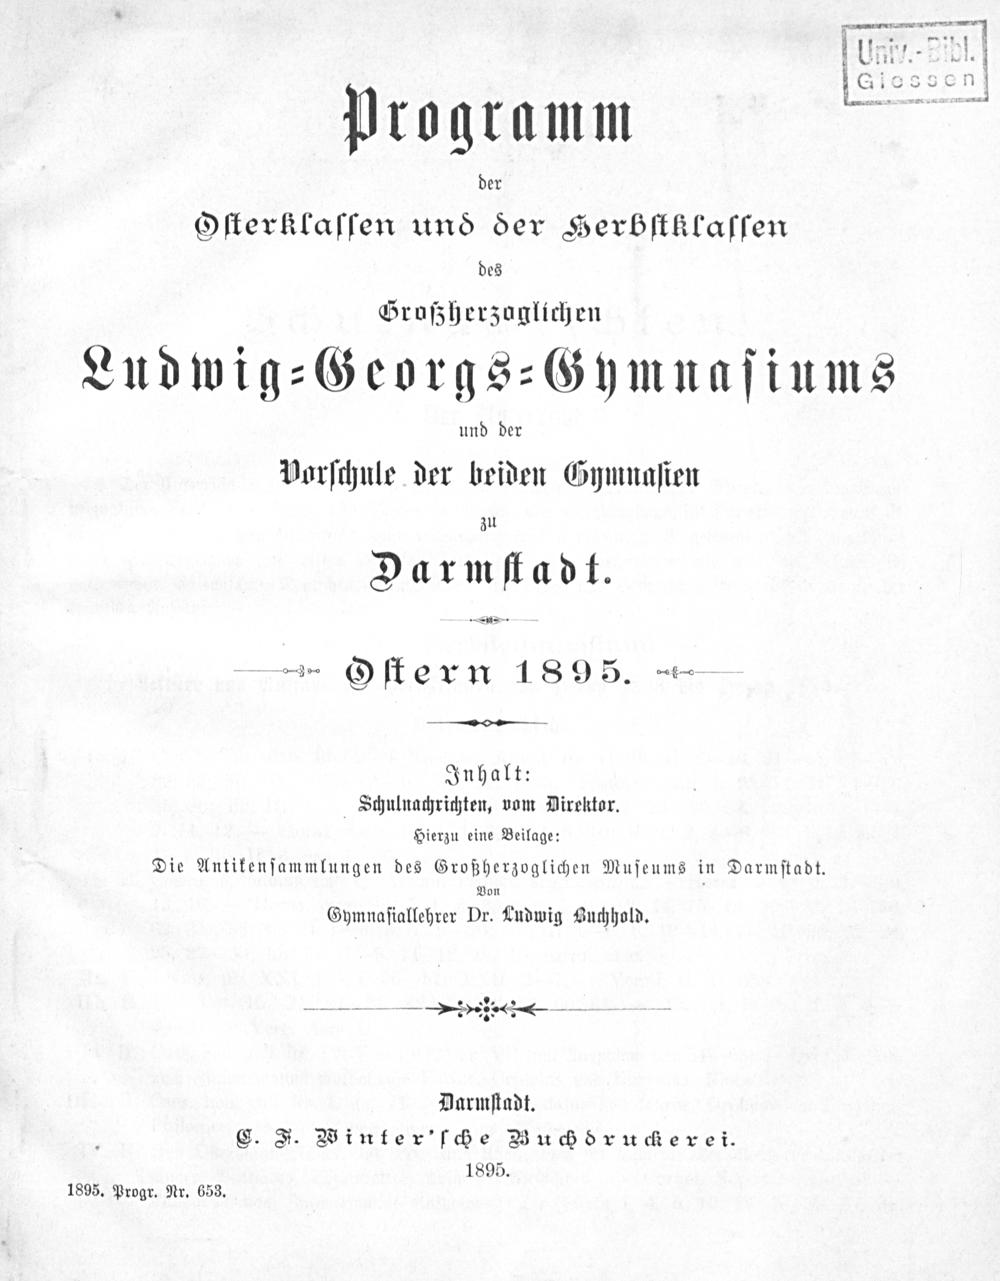 Univ.-Bibl.
Giessen
Programm
der
Osterklassen und der Herbstklassen
des
Großherzoglichen
Ludwig-Georgs-Gymnasiums
und der
Vorschule der beiden Gymnasien
zu
Darmstadt.
Ostern 1895.
Inhalt:
Schulnachrichten, vom Direktor.
Hierzu eine Beilage:
Die Antikensammlungen des Großherzoglichen Museums in Darmstadt.
Von
Gymnasiallehrer Dr. Ludwig Buchhold.
Darmstadt.
C. F. Winter'sche Buchdruckerei.
1895.
1895. Progr. Nr. 653.